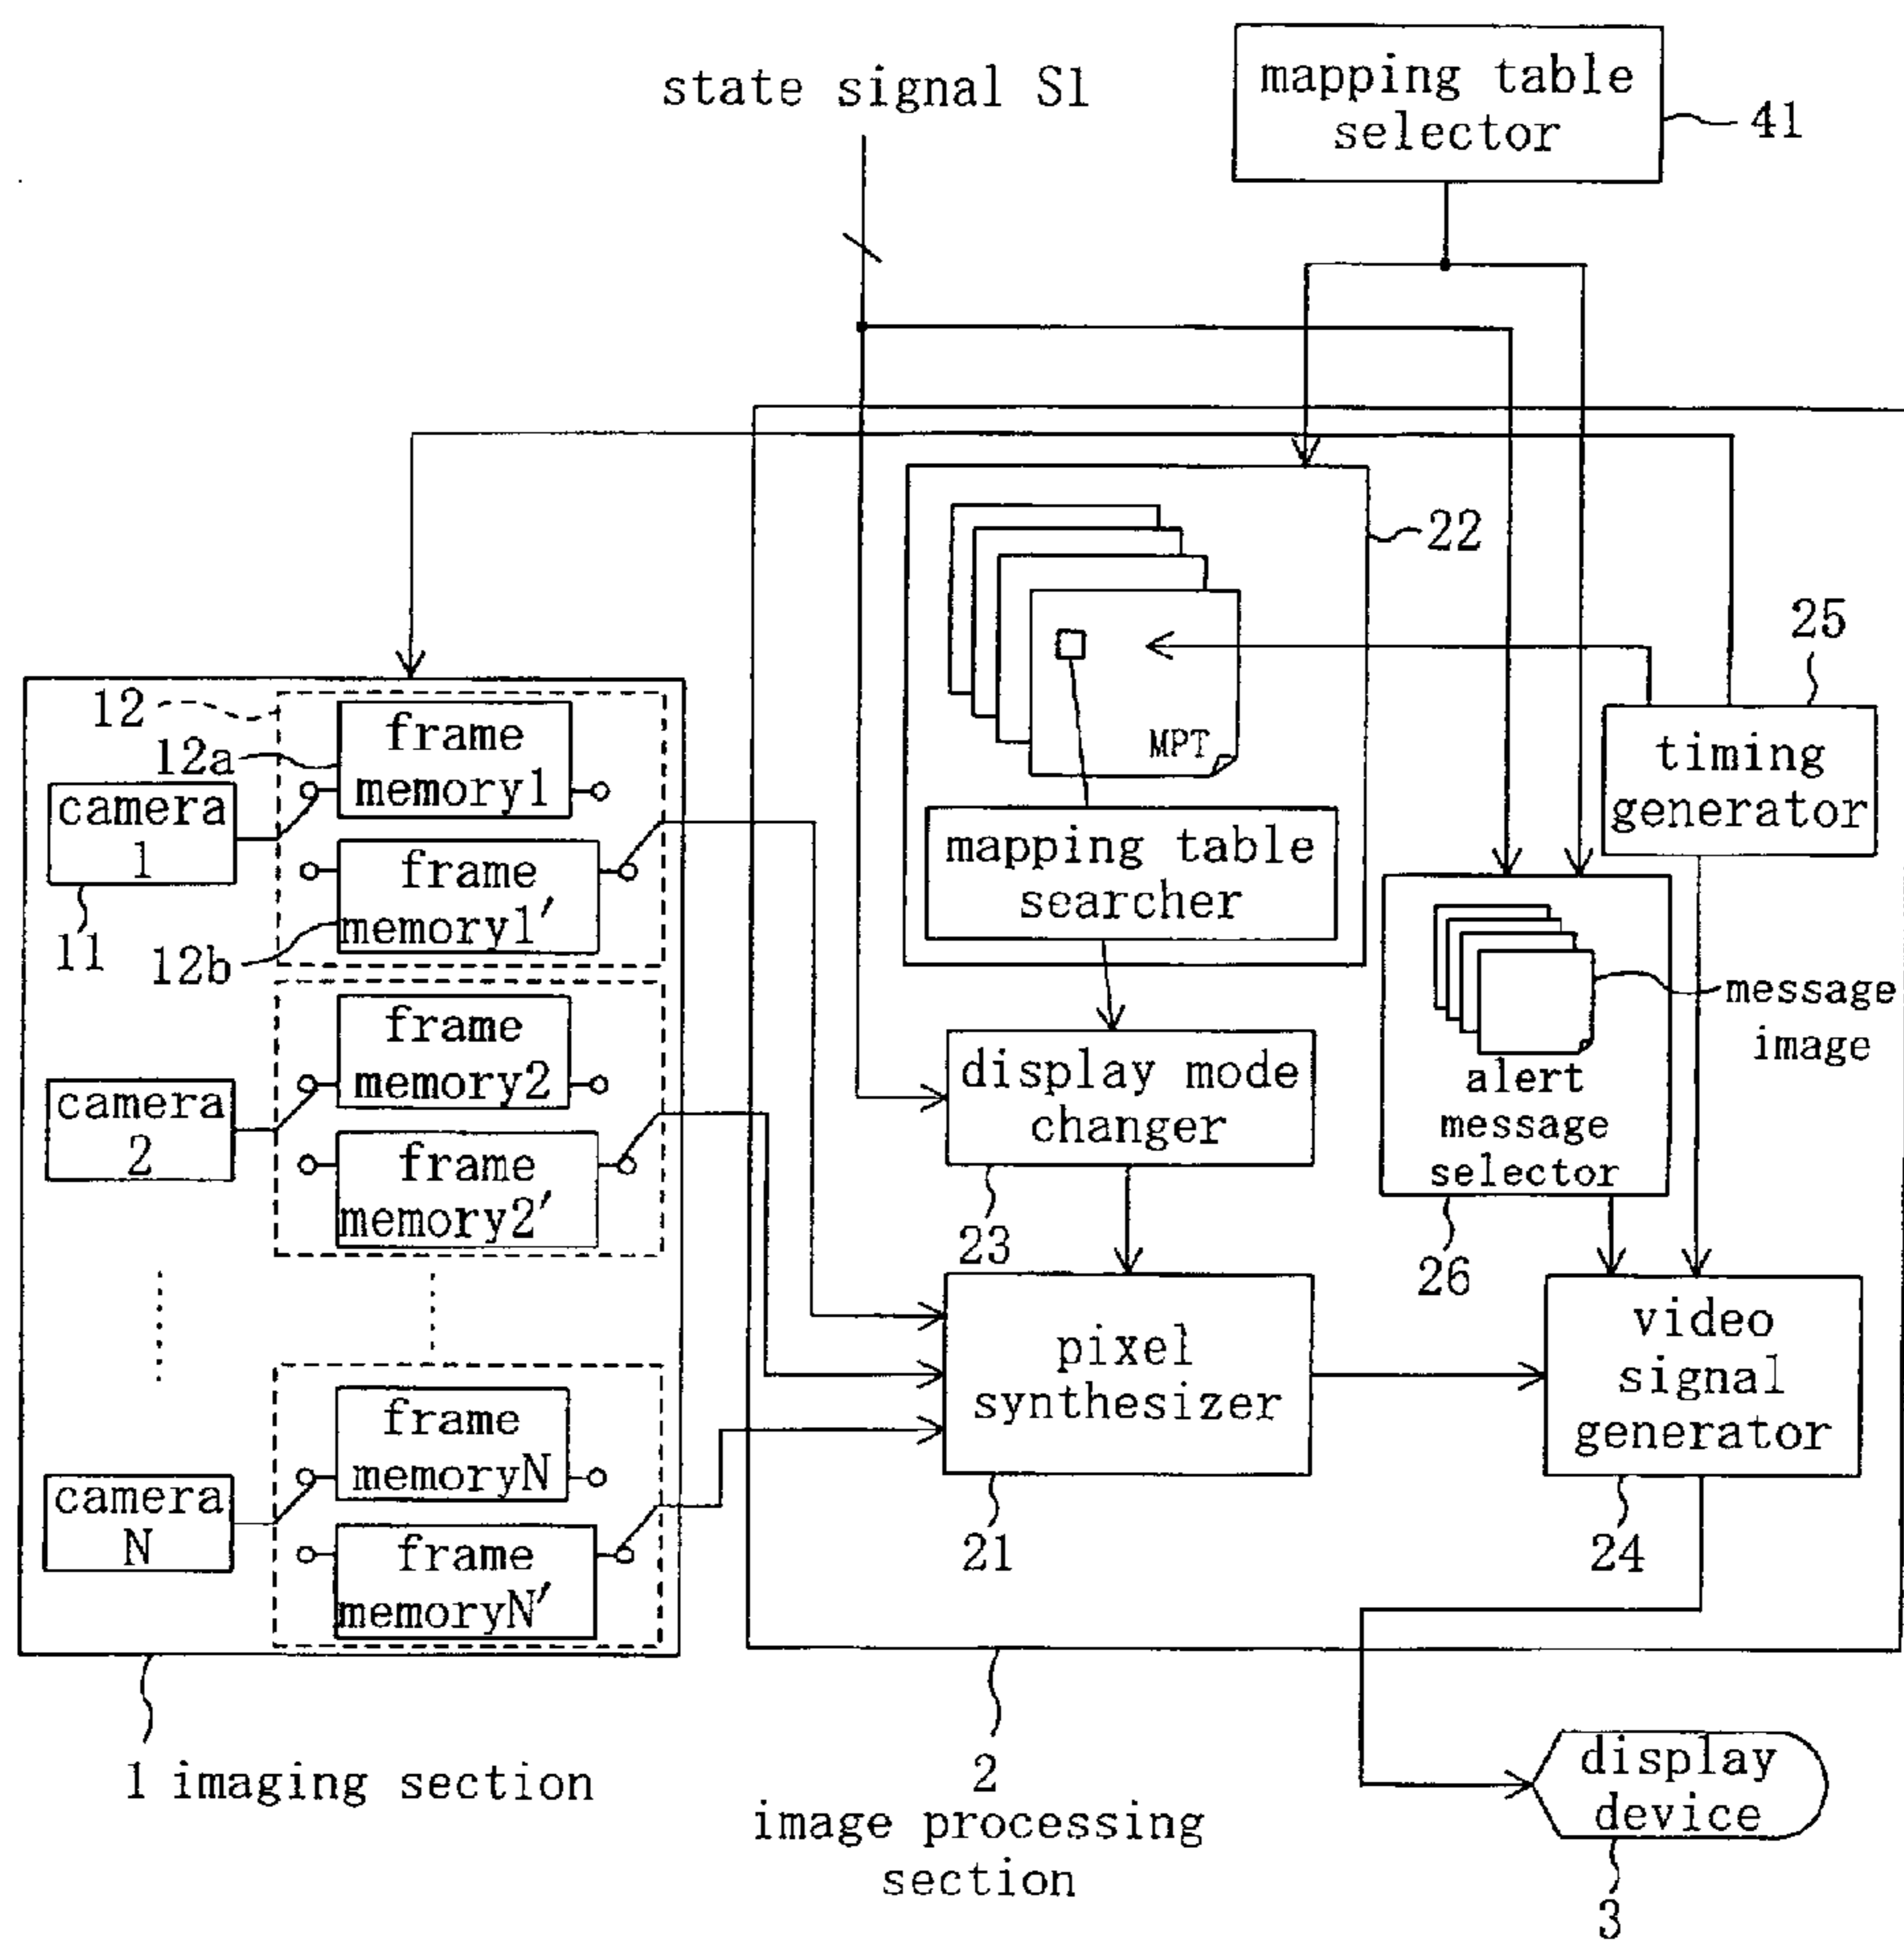 state signal S1
mapping table
selector
41
22
25
timing
generator
MPT
mapping table
searcher
12
12a
frame
memory1
camera
1
11
frame
memory1'
12b
frame
memory2
camera
2
frame
memory2'
frame
memoryN
camera
N
frame
memoryN'
display mode
changer
23
message
image
alert
message
selector
26
pixel
synthesizer
21
video
signal
generator
24
1 imaging section
2
image processing
section
display
device
3